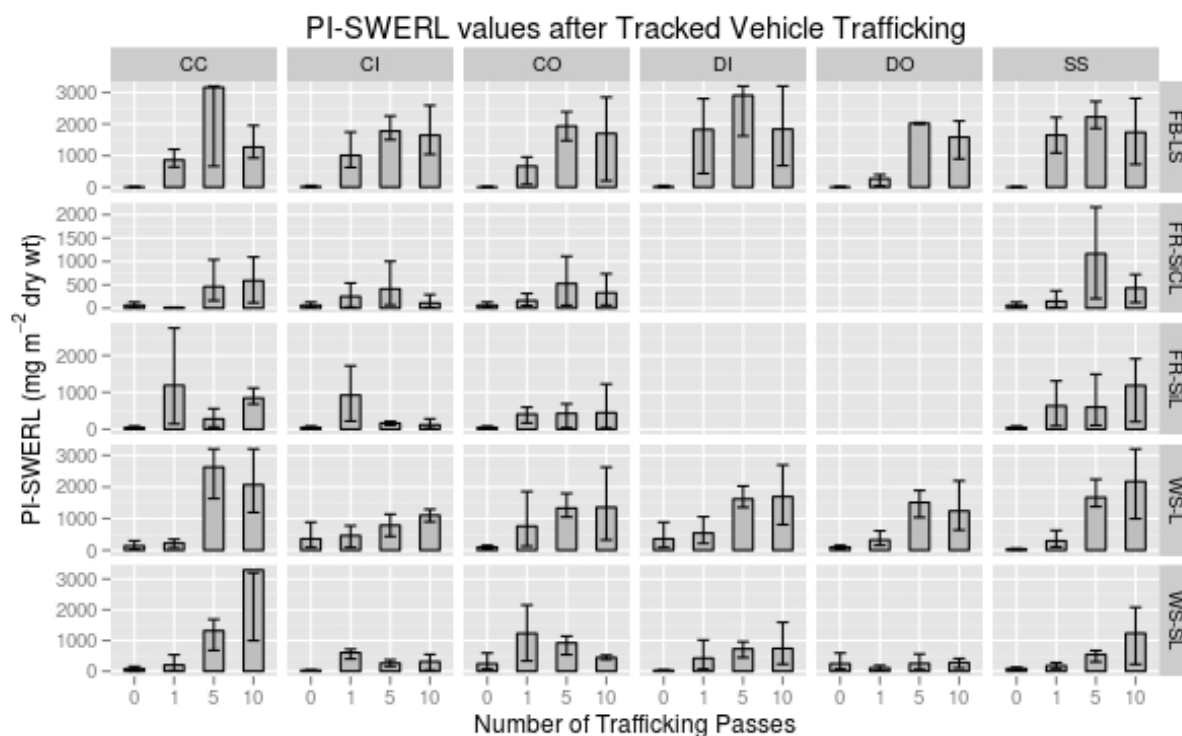 PI-SWERL values after Tracked Vehicle Trafficking
CC CI CO DI DO SS
PI-SWERL (mg m⁻² dry wt)
3000
2000
1000
0
FB-LS
2000
1500
1000
500
0
FR-SiCL
2000
1000
0
FR-SiL
3000
2000
1000
0
WS-L
3000
2000
1000
0
WS-SL
0 1 5 10 0 1 5 10 0 1 5 10 0 1 5 10 0 1 5 10 0 1 5 10
Number of Trafficking Passes